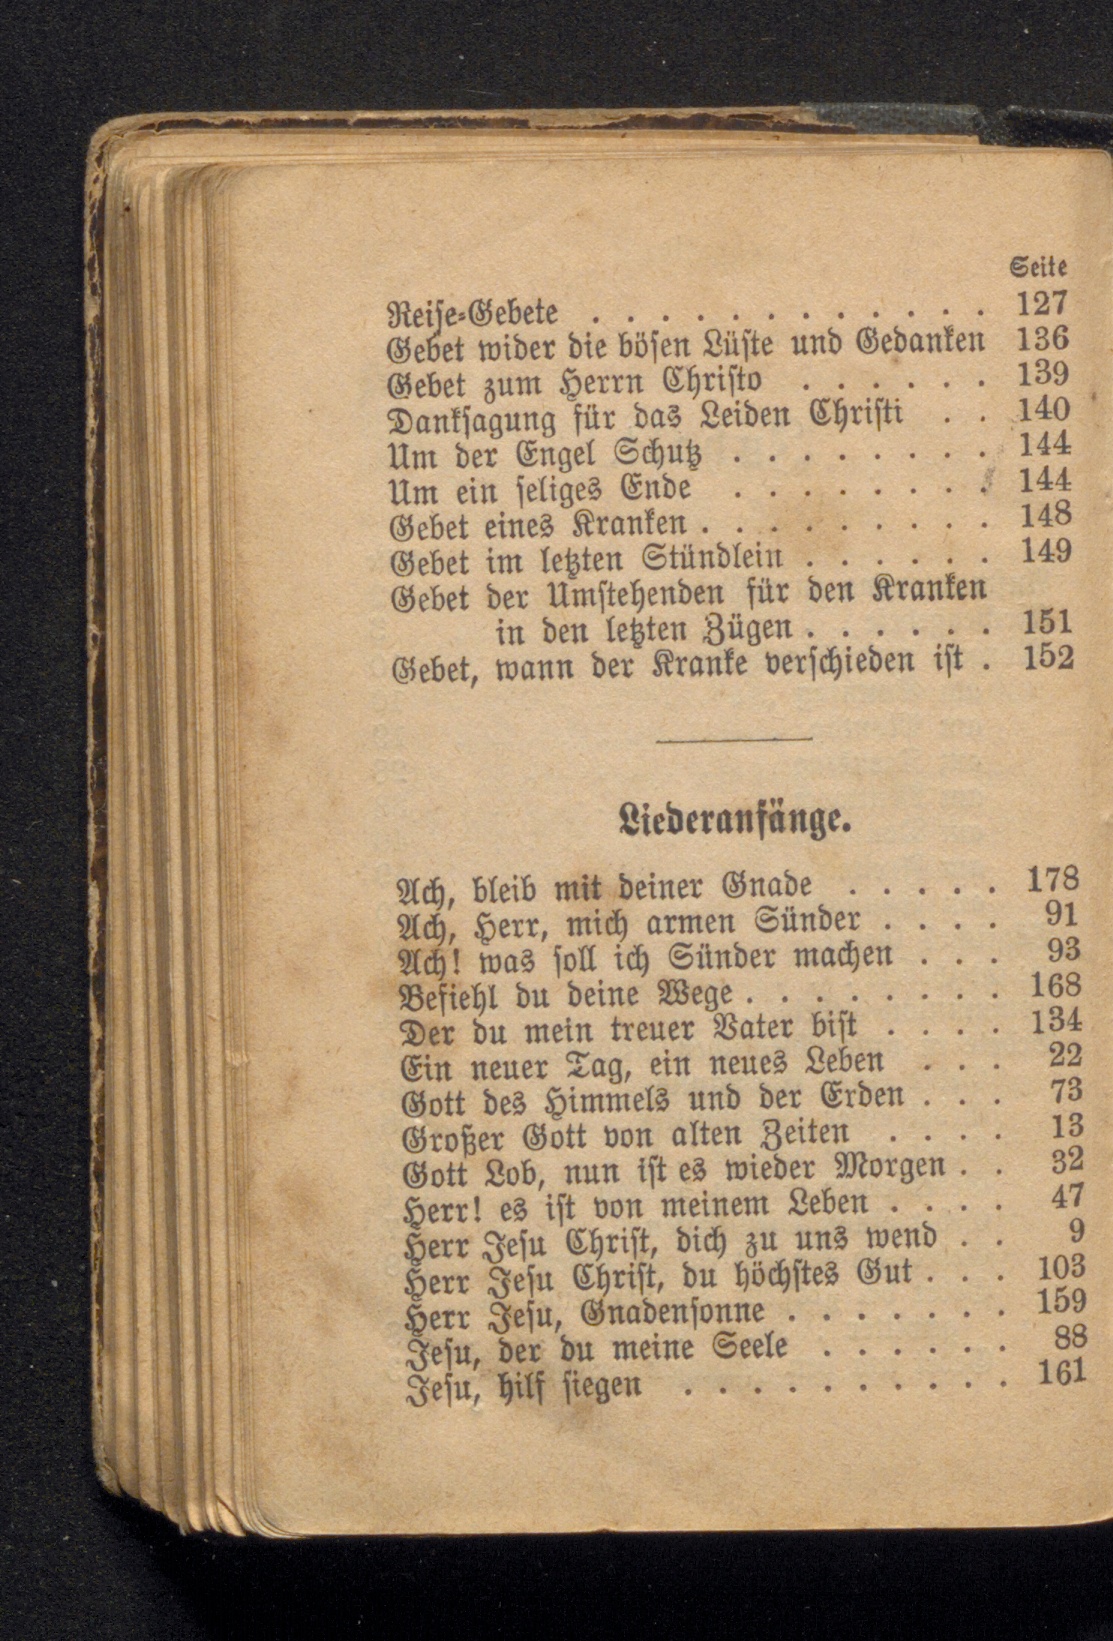 Seite
Reise-Gebete . . . . . . . . . . . . 127
Gebet wider die bösen Lüste und Gedanken 136
Gebet zum Herrn Christo . . . . . . 139
Danksagung für das Leiden Christi . . 140
Um der Engel Schutz . . . . . . . . 144
Um ein seliges Ende . . . . . . . . 144
Gebet eines Kranken . . . . . . . . . 148
Gebet im letzten Stündlein . . . . . . 149
Gebet der Umstehenden für den Kranken
in den letzten Zügen . . . . . . 151
Gebet, wann der Kranke verschieden ist . 152
Liederanfänge.
Ach, bleib mit deiner Gnade . . . . . 178
Ach, Herr, mich armen Sünder . . . . 91
Ach! was soll ich Sünder machen . . . 93
Befiehl du deine Wege . . . . . . . . 168
Der du mein treuer Vater bist . . . . 134
Ein neuer Tag, ein neues Leben . . . 22
Gott des Himmels und der Erden . . . 73
Großer Gott von alten Zeiten . . . . 13
Gott Lob, nun ist es wieder Morgen . . 32
Herr! es ist von meinem Leben . . . . 47
Herr Jesu Christ, dich zu uns wend . . 9
Herr Jesu Christ, du höchstes Gut . . . 103
Herr Jesu, Gnadensonne . . . . . . . 159
Jesu, der du meine Seele . . . . . . 88
Jesu, hilf siegen . . . . . . . . . . 161